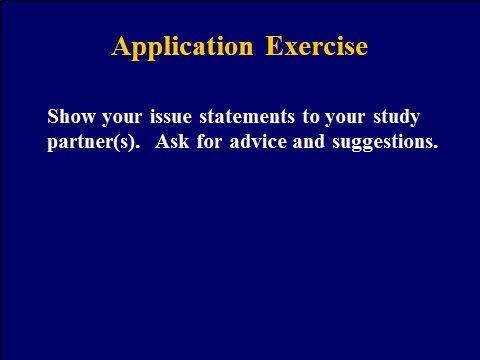 Application Exercise
Show your issue statements to your study
partner(s).  Ask for advice and suggestions.